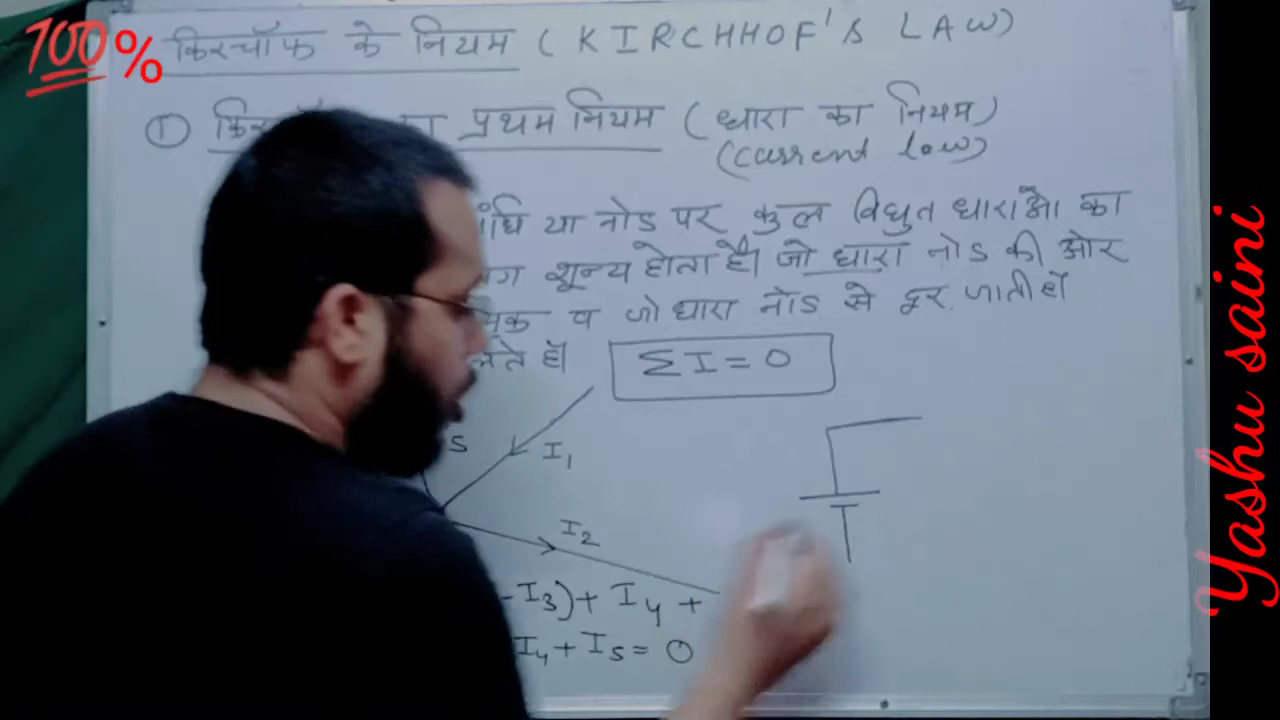 100%
किरचॉफ के नियम (KIRCHHOF'S LAW)
① का प्रथम नियम (धारा का नियम)
(Current law)
या नोड पर कुल विधुत धाराओं का
शून्य होता है। जो धारा नोड की ओर
व जो धारा नोड से दूर जाती हों
हों ΣI = 0
S
I1
I2
-I3) + I4 +
I4 + I5 = 0
Yashu saini